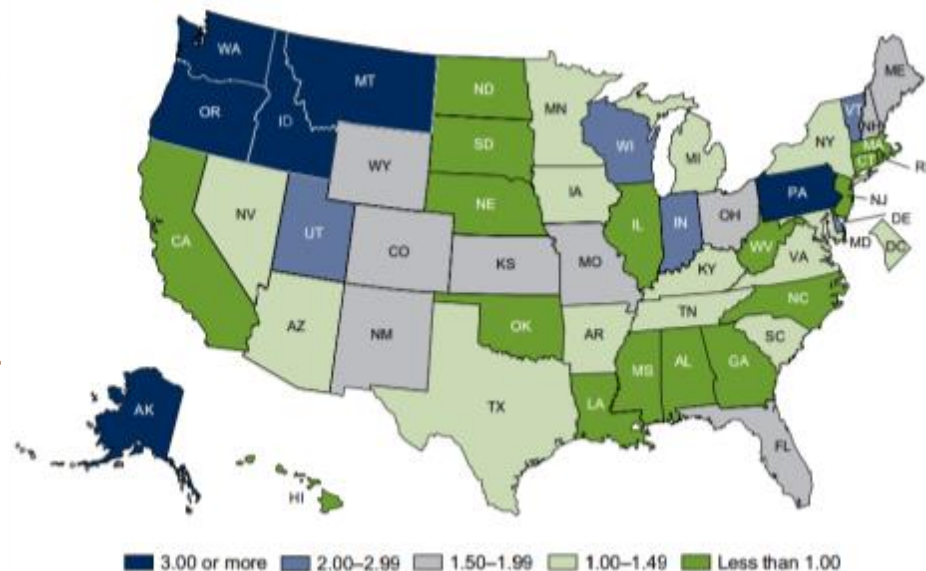 WA
MT
ND
MN
ME
OR
ID
VT
NH
WY
SD
WI
MI
NY
MA
CT
R
NE
IA
PA
NJ
NV
UT
CO
IL
IN
OH
DE
CA
KS
MO
WV
MD
DC
VA
KY
AZ
NM
OK
AR
TN
NC
SC
TX
MS
AL
GA
LA
AK
FL
HI
3.00 or more 2.00–2.99 1.50–1.99 1.00–1.49 Less than 1.00